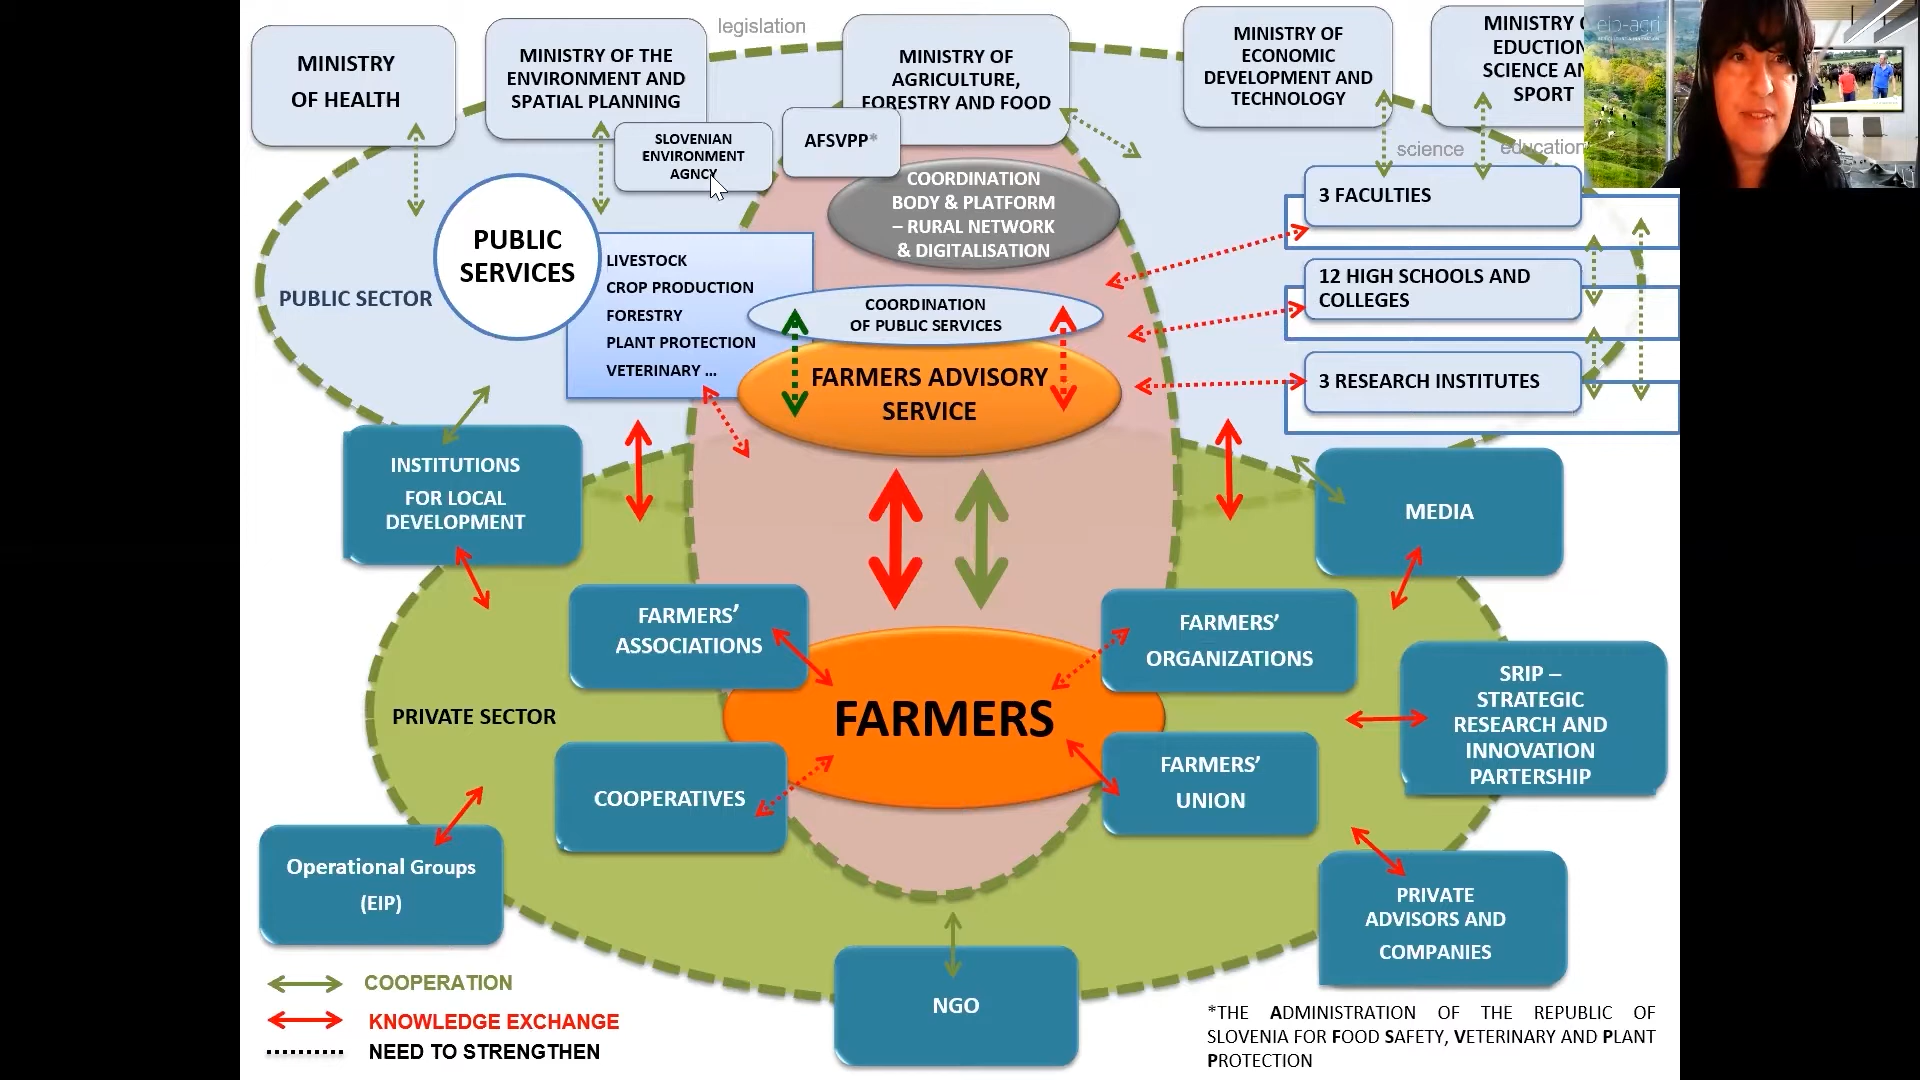 legislation
MINISTRY
OF HEALTH
MINISTRY OF THE
ENVIRONMENT AND
SPATIAL PLANNING
SLOVENIAN
ENVIRONMENT
AGNCY
MINISTRY OF
AGRICULTURE,
FORESTRY AND FOOD
AFSVPP*
MINISTRY OF
ECONOMIC
DEVELOPMENT AND
TECHNOLOGY
MINISTRY
EDUCTION
SCIENCE AN
SPORT
eip-agri
science
education
COORDINATION
BODY & PLATFORM
– RURAL NETWORK
& DIGITALISATION
3 FACULTIES
12 HIGH SCHOOLS AND
COLLEGES
3 RESEARCH INSTITUTES
PUBLIC
SERVICES
PUBLIC SECTOR
LIVESTOCK
CROP PRODUCTION
FORESTRY
PLANT PROTECTION
VETERINARY ...
COORDINATION
OF PUBLIC SERVICES
FARMERS ADVISORY
SERVICE
INSTITUTIONS
FOR LOCAL
DEVELOPMENT
MEDIA
FARMERS’
ASSOCIATIONS
FARMERS’
ORGANIZATIONS
FARMERS
PRIVATE SECTOR
SRIP –
STRATEGIC
RESEARCH AND
INNOVATION
PARTERSHIP
COOPERATIVES
FARMERS’
UNION
Operational Groups
(EIP)
PRIVATE
ADVISORS AND
COMPANIES
NGO
COOPERATION
KNOWLEDGE EXCHANGE
NEED TO STRENGTHEN
*THE ADMINISTRATION OF THE REPUBLIC OF
SLOVENIA FOR FOOD SAFETY, VETERINARY AND PLANT
PROTECTION